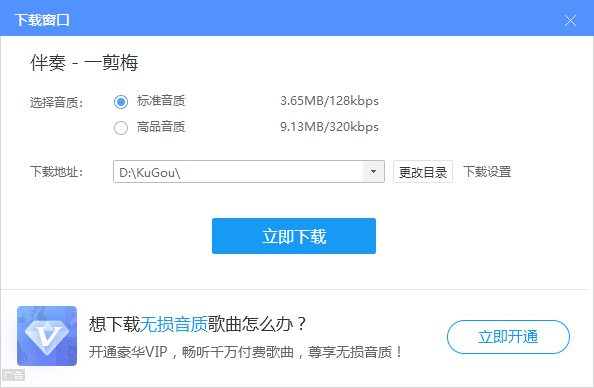 下载窗口
伴奏 - 一剪梅
选择音质: 标准音质 3.65MB/128kbps
高品音质 9.13MB/320kbps
下载地址: D:\KuGou\ 更改目录 下载设置
立即下载
想下载无损音质歌曲怎么办？
立即开通
开通豪华VIP，畅听千万付费歌曲，尊享无损音质！
广告